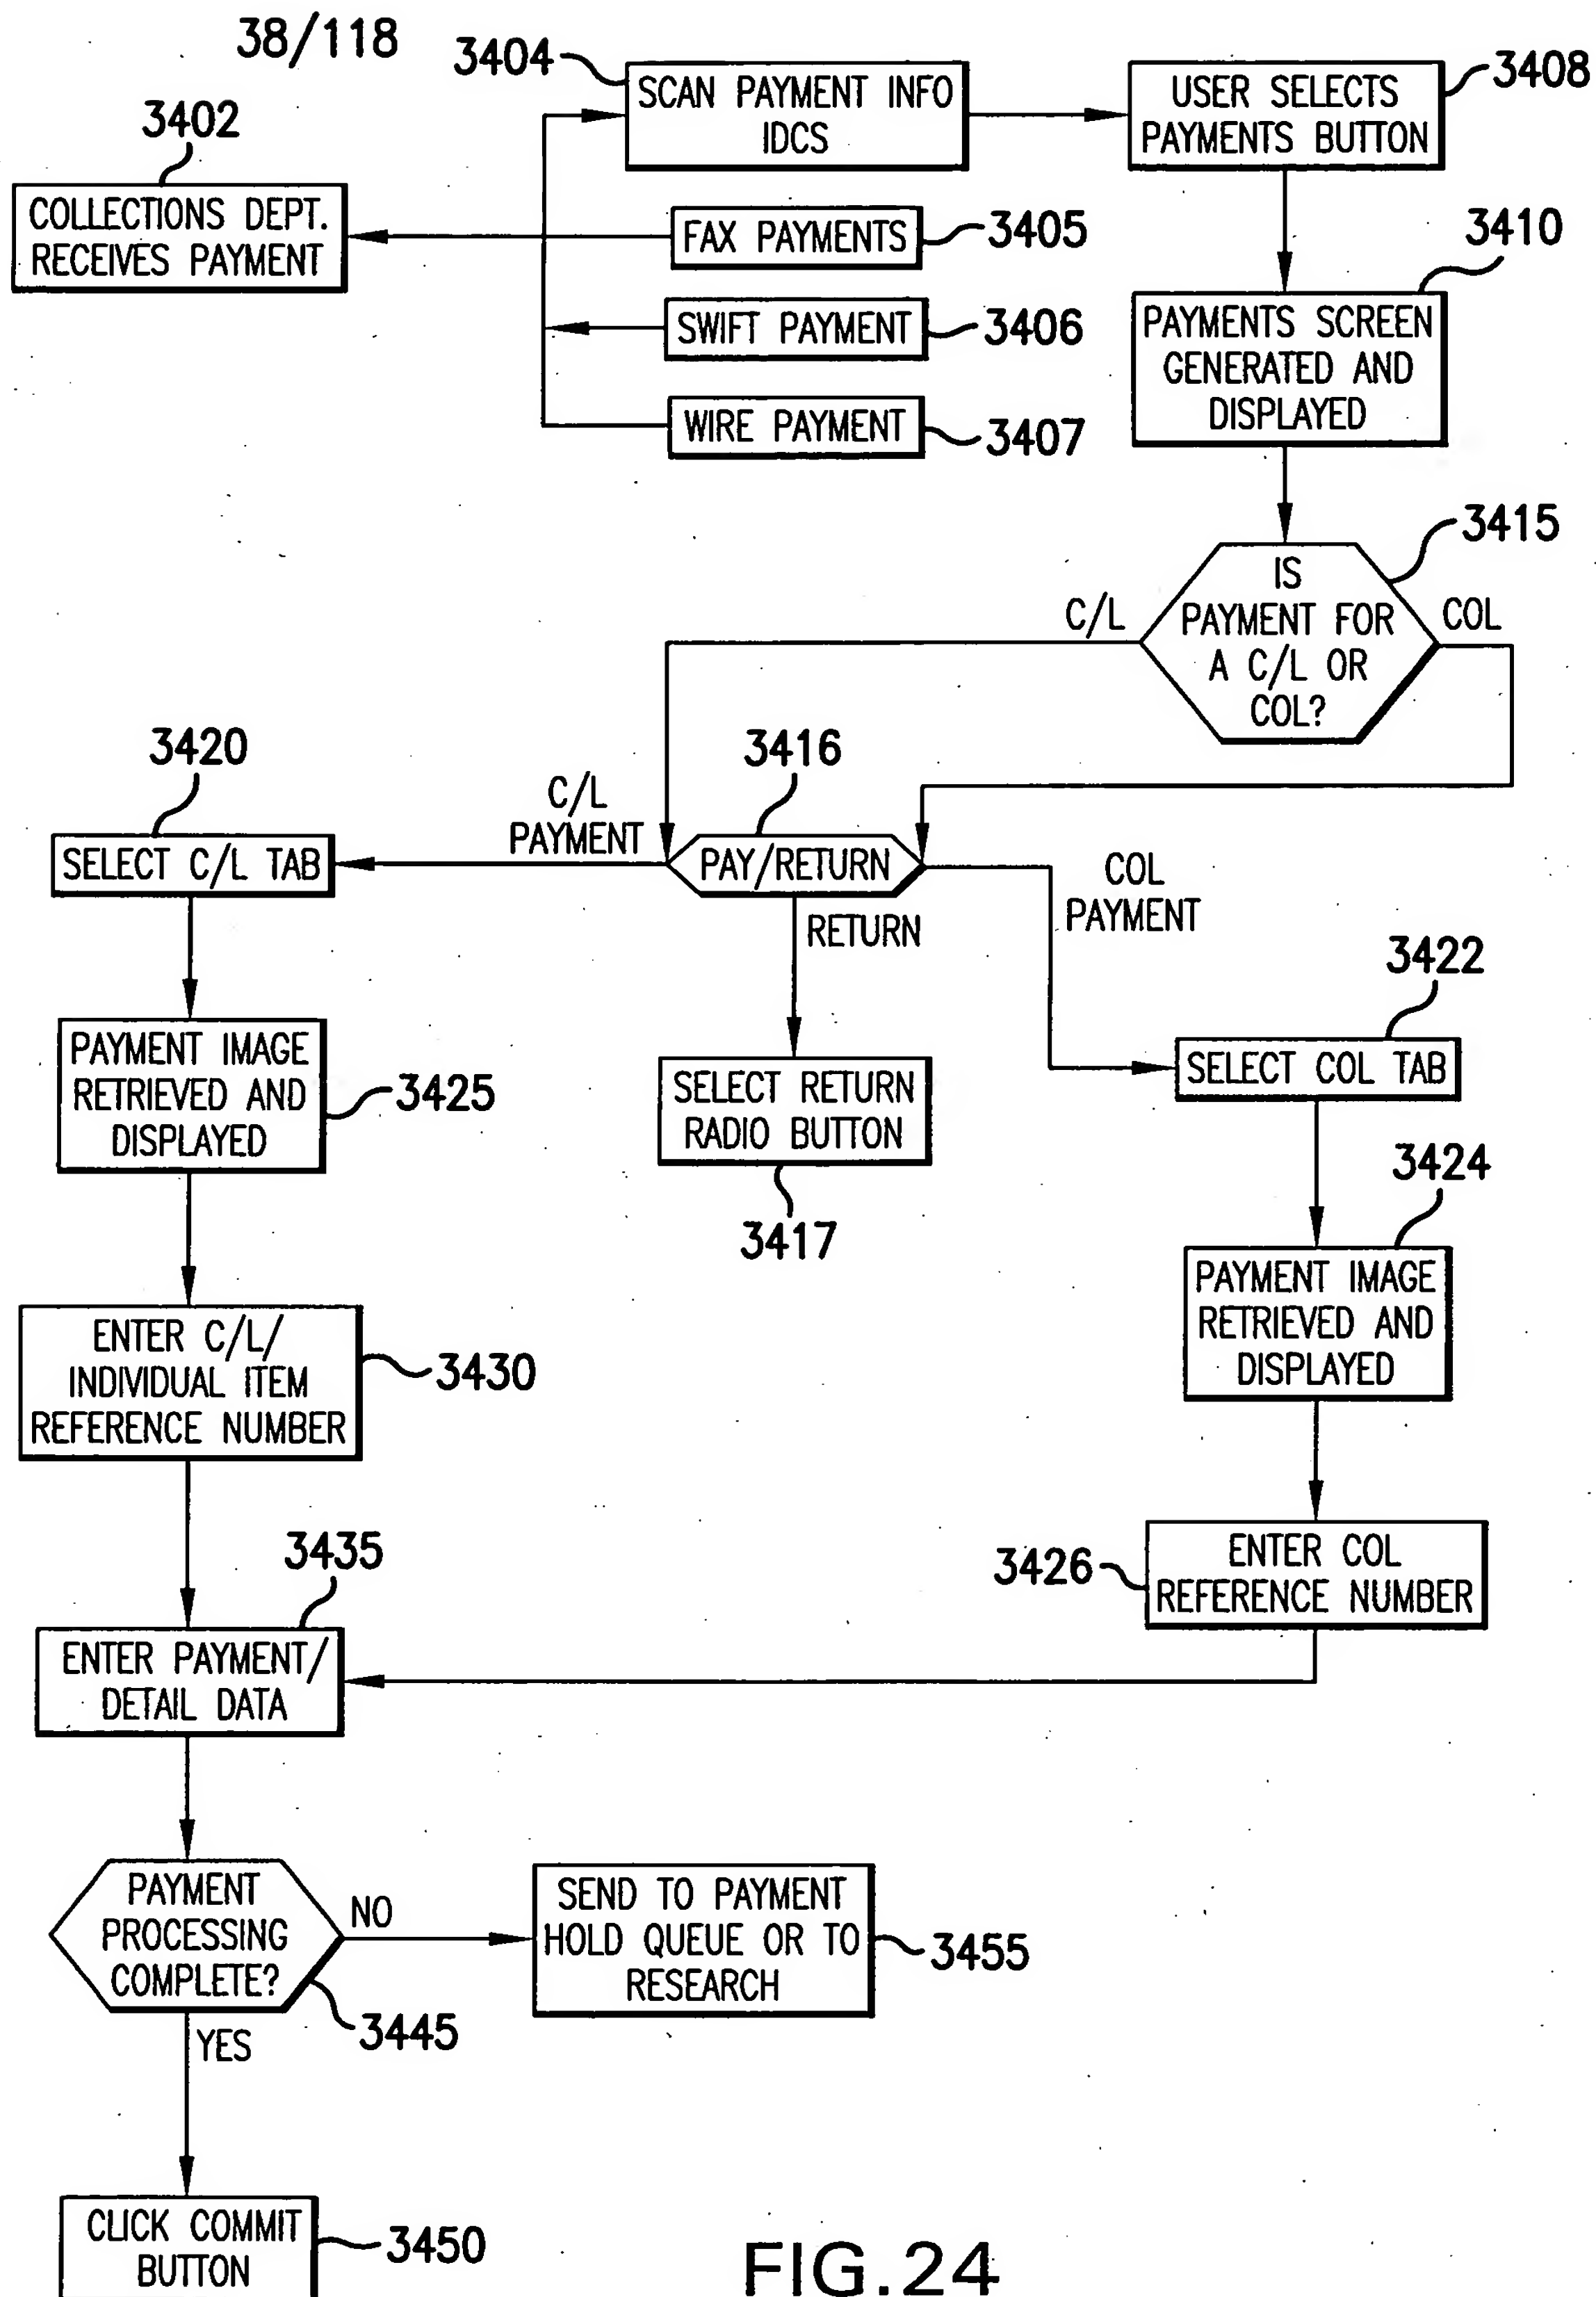 38/118
3404
SCAN PAYMENT INFO
IDCS
USER SELECTS
PAYMENTS BUTTON
3408
3402
COLLECTIONS DEPT.
RECEIVES PAYMENT
FAX PAYMENTS
3405
3410
SWIFT PAYMENT
3406
PAYMENTS SCREEN
GENERATED AND
DISPLAYED
WIRE PAYMENT
3407
3415
IS
PAYMENT FOR
A C/L OR
COL?
C/L
COL
3420
3416
C/L
PAYMENT
SELECT C/L TAB
PAY/RETURN
COL
PAYMENT
RETURN
3422
PAYMENT IMAGE
RETRIEVED AND
DISPLAYED
3425
SELECT RETURN
RADIO BUTTON
SELECT COL TAB
3417
3424
PAYMENT IMAGE
RETRIEVED AND
DISPLAYED
ENTER C/L/
INDIVIDUAL ITEM
REFERENCE NUMBER
3430
3435
3426
ENTER COL
REFERENCE NUMBER
ENTER PAYMENT/
DETAIL DATA
PAYMENT
PROCESSING
COMPLETE?
NO
SEND TO PAYMENT
HOLD QUEUE OR TO
RESEARCH
3455
3445
YES
CLICK COMMIT
BUTTON
3450
FIG.24